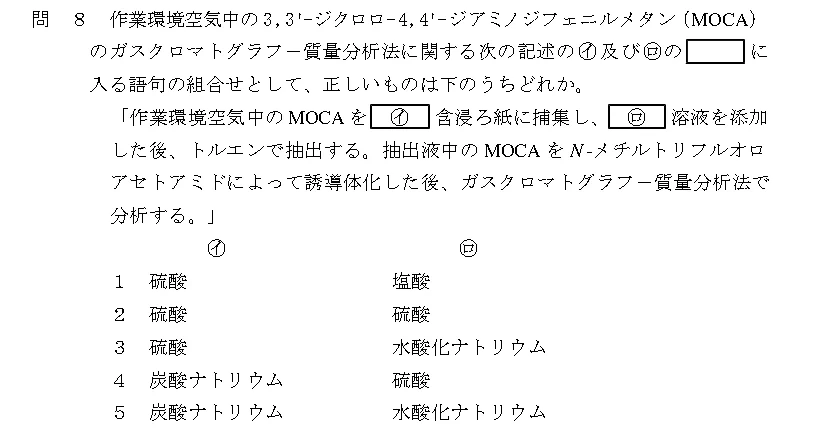 問　８　作業環境空気中の3,3'-ジクロロ-4,4'-ジアミノジフェニルメタン（MOCA）
のガスクロマトグラフ－質量分析法に関する次の記述の㋑及び㋺の　　　に
入る語句の組合せとして、正しいものは下のうちどれか。
「作業環境空気中の MOCA を　㋑　含浸ろ紙に捕集し、　㋺　溶液を添加
した後、トルエンで抽出する。抽出液中の MOCA を N-メチルトリフルオロ
アセトアミドによって誘導体化した後、ガスクロマトグラフ－質量分析法で
分析する。」
㋑　㋺
１　硫酸　塩酸
２　硫酸　硫酸
３　硫酸　水酸化ナトリウム
４　炭酸ナトリウム　硫酸
５　炭酸ナトリウム　水酸化ナトリウム